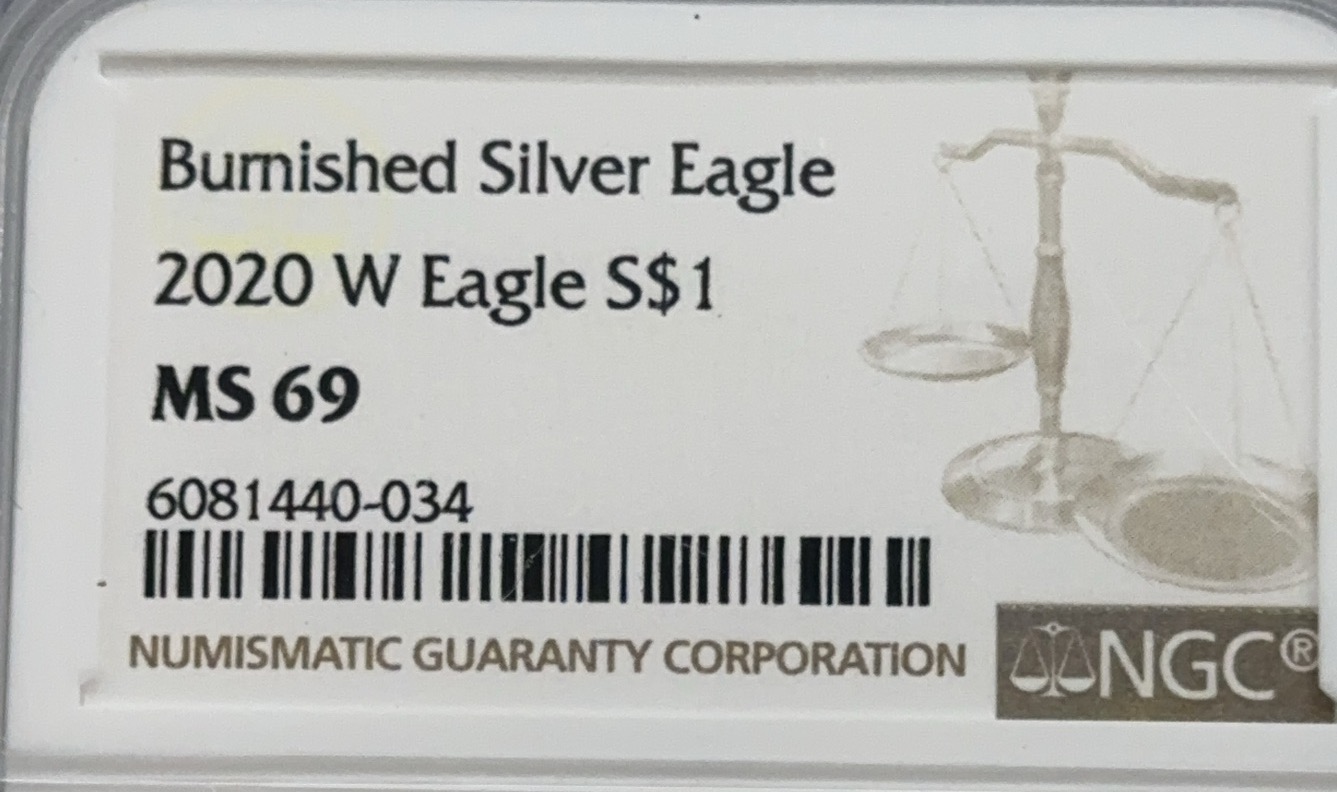 Burnished Silver Eagle
2020 W Eagle S$1
MS 69
6081440-034
NUMISMATIC GUARANTY CORPORATION
NGC®